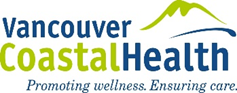 Vancouver
CoastalHealth
Promoting wellness. Ensuring care.